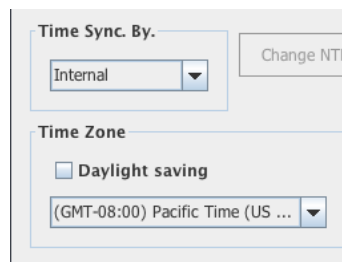 Time Sync. By.
Internal
Change NT
Time Zone
Daylight saving
(GMT-08:00) Pacific Time (US ...